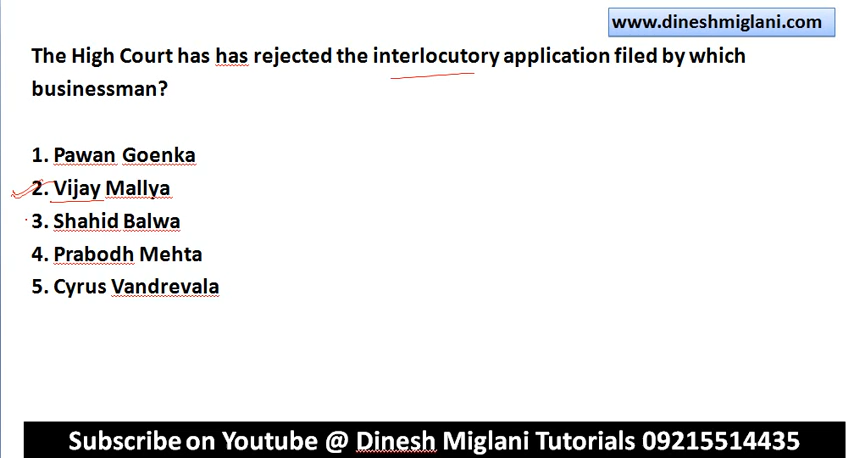 www.dineshmiglani.com
The High Court has has rejected the interlocutory application filed by which
businessman?
1. Pawan Goenka
2. Vijay Mallya
3. Shahid Balwa
4. Prabodh Mehta
5. Cyrus Vandrevala
Subscribe on Youtube @ Dinesh Miglani Tutorials 09215514435